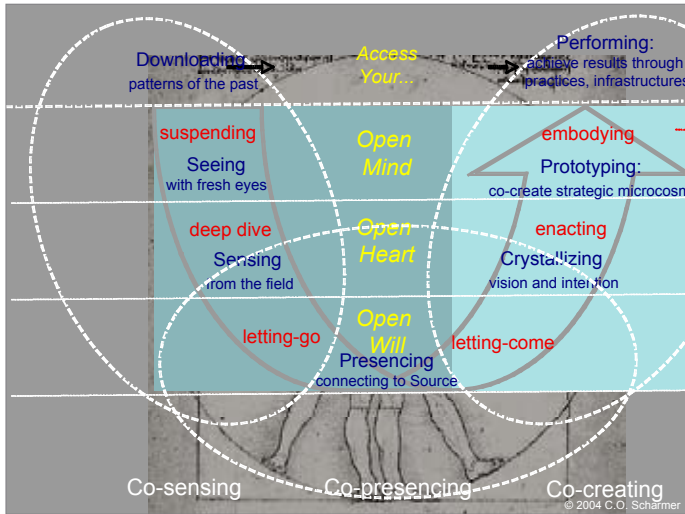 Downloading
patterns of the past
Access
Your...
Performing:
achieve results through
practices, infrastructures
suspending
Open
Mind
embodying
Seeing
with fresh eyes
Prototyping:
co-create strategic microcosm
deep dive
Open
Heart
enacting
Sensing
from the field
Crystallizing
vision and intention
letting-go
Open
Will
letting-come
Presencing
connecting to Source
Co-sensing
Co-presencing
Co-creating
© 2004 C.O. Scharmer